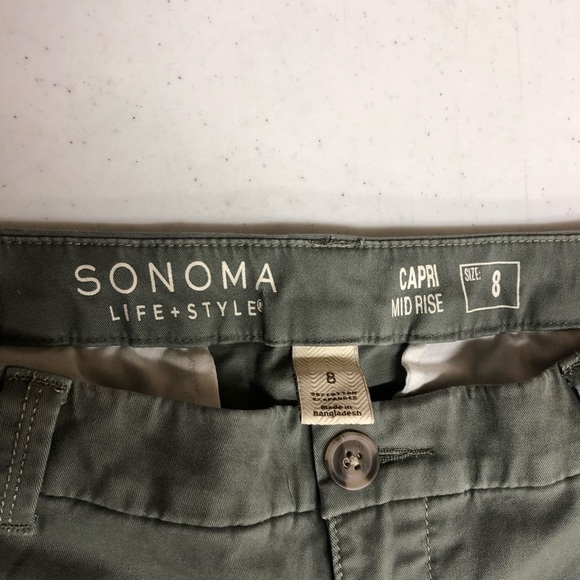 SONOMA
LIFE+STYLE®
CAPRI
MID RISE
SIZE: 8
8
Made in
Bangladesh